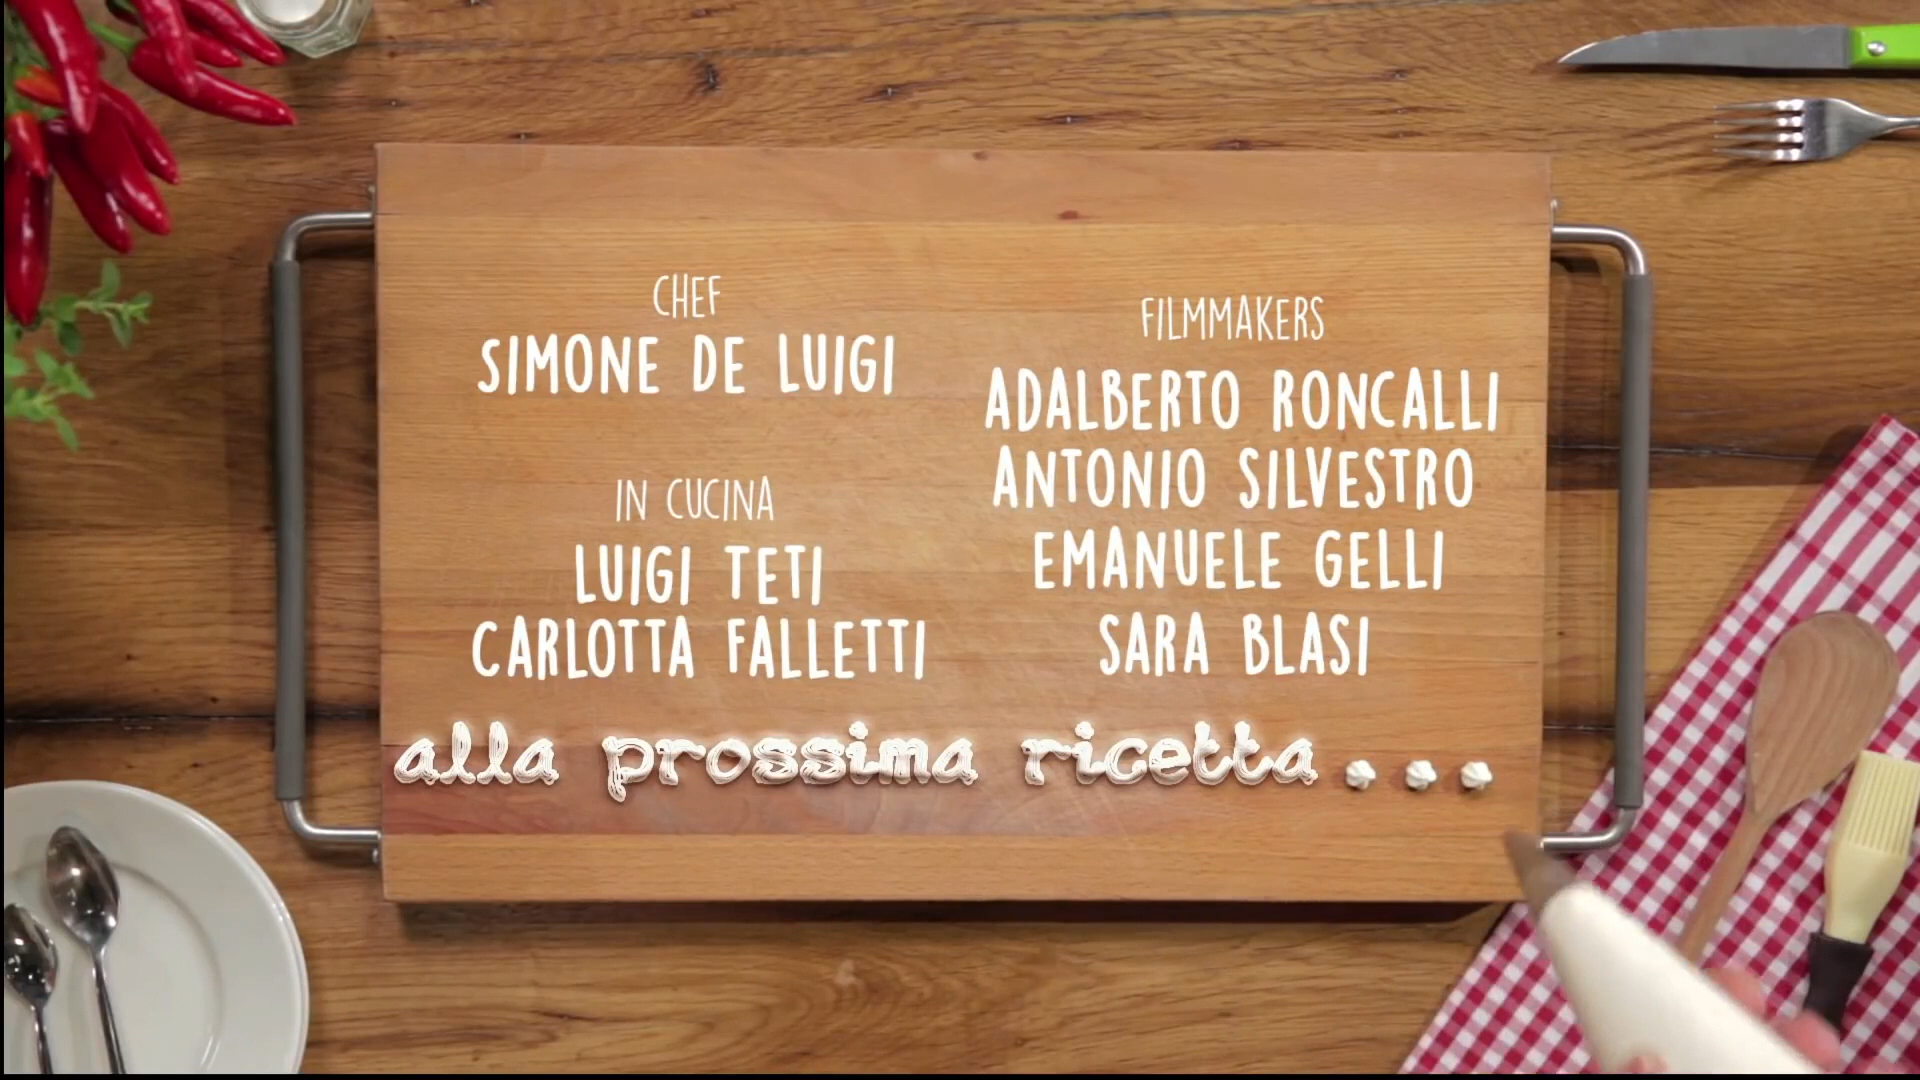 CHEF
SIMONE DE LUIGI
IN CUCINA
LUIGI TETI
CARLOTTA FALLETTI
FILMMAKERS
ADALBERTO RONCALLI
ANTONIO SILVESTRO
EMANUELE GELLI
SARA BLASI
alla prossima ricetta...